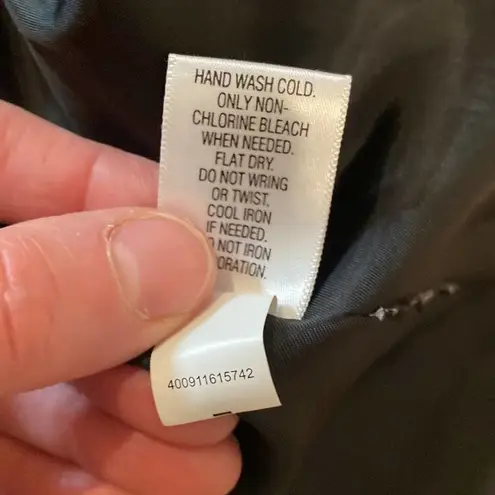 HAND WASH COLD.
ONLY NON-
CHLORINE BLEACH
WHEN NEEDED.
FLAT DRY.
DO NOT WRING
OR TWIST.
COOL IRON
IF NEEDED.
NOT IRON
400911615742